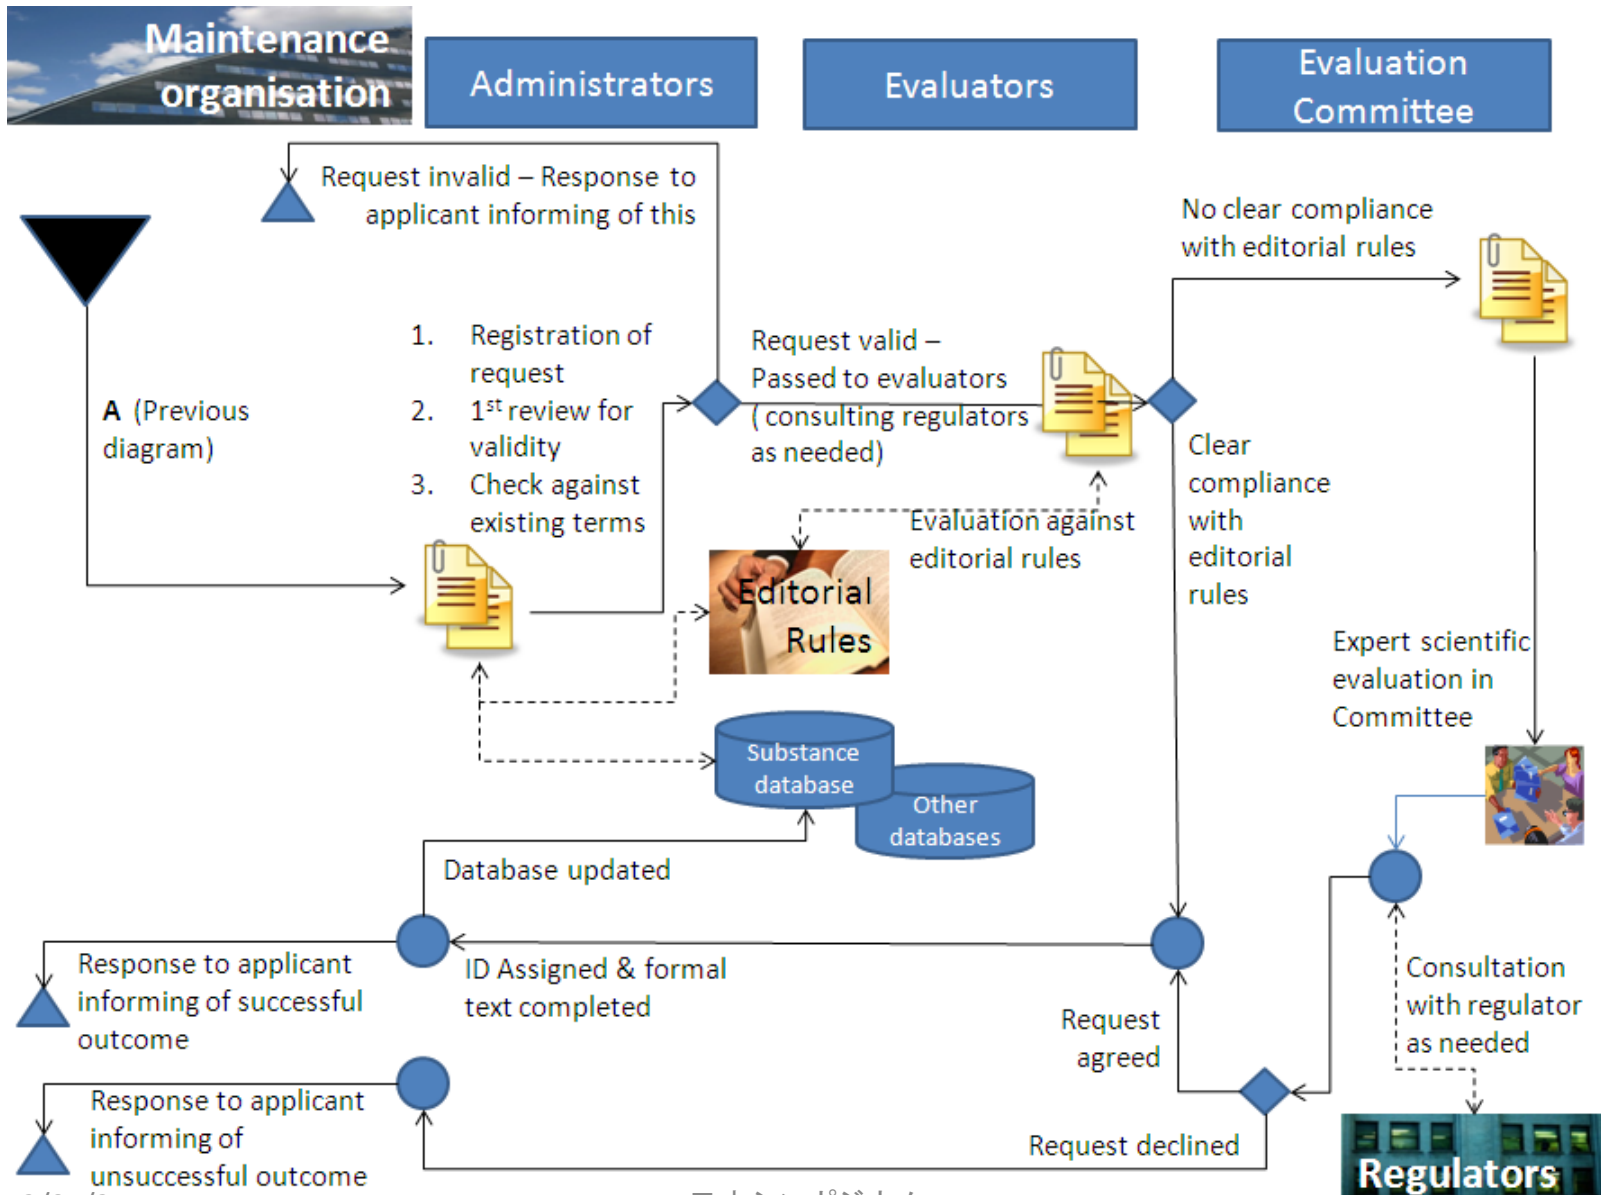 Maintenance
organisation
Administrators
Evaluators
Evaluation
Committee
Request invalid – Response to
applicant informing of this
No clear compliance
with editorial rules
A (Previous
diagram)
1. Registration of
request
2. 1st review for
validity
3. Check against
existing terms
Request valid –
Passed to evaluators
( consulting regulators
as needed)
Clear
compliance
with
editorial
rules
Evaluation against
editorial rules
Editorial
Rules
Expert scientific
evaluation in
Committee
Substance
database
Other
databases
Database updated
Response to applicant
informing of successful
outcome
ID Assigned & formal
text completed
Request
agreed
Consultation
with regulator
as needed
Response to applicant
informing of
unsuccessful outcome
Request declined
Regulators